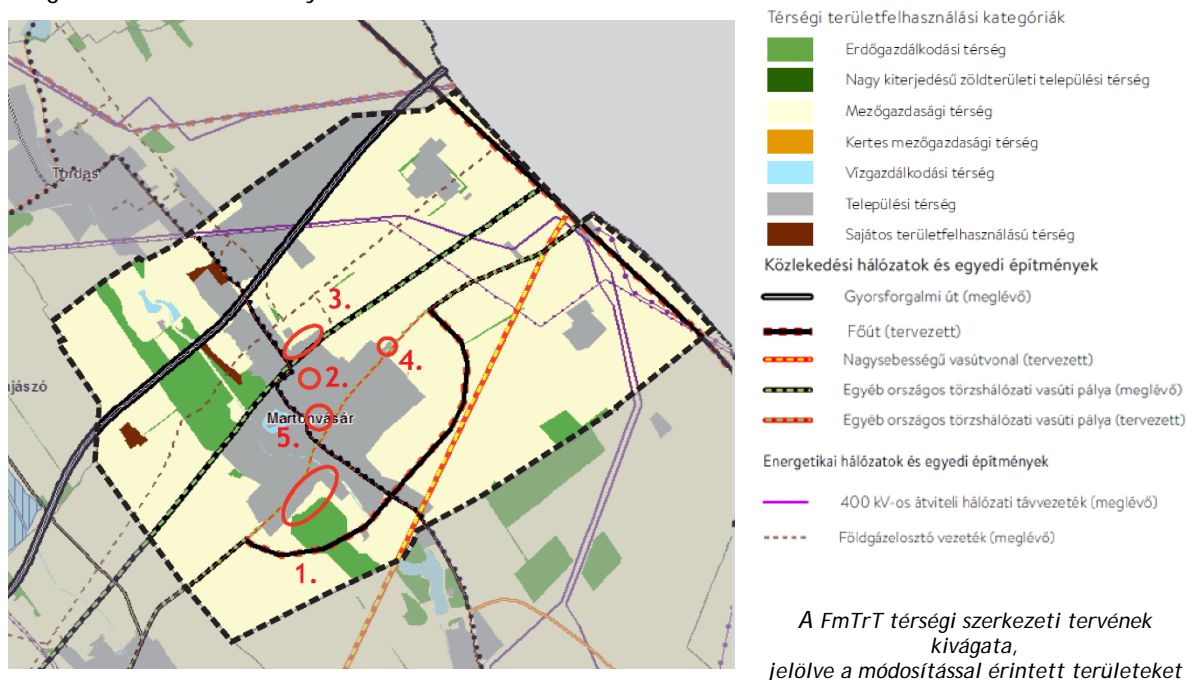 Tordas
jászó
Martonvásár
3.
4.
2.
5.
1.
Térségi területfelhasználási kategóriák
Erdőgazdálkodási térség
Nagy kiterjedésű zöldterületi települési térség
Mezőgazdasági térség
Kertes mezőgazdasági térség
Vízgazdálkodási térség
Települési térség
Sajátos területfelhasználású térség
Közlekedési hálózatok és egyedi építmények
Gyorsforgalmi út (meglévő)
Főút (tervezett)
Nagysebességű vasútvonal (tervezett)
Egyéb országos törzshálózati vasúti pálya (meglévő)
Egyéb országos törzshálózati vasúti pálya (tervezett)
Energetikai hálózatok és egyedi építmények
400 kV-os átviteli hálózati távvezeték (meglévő)
Földgázelosztó vezeték (meglévő)
A FmTrT térségi szerkezeti tervének
kivágata,
jelölve a módosítással érintett területeket